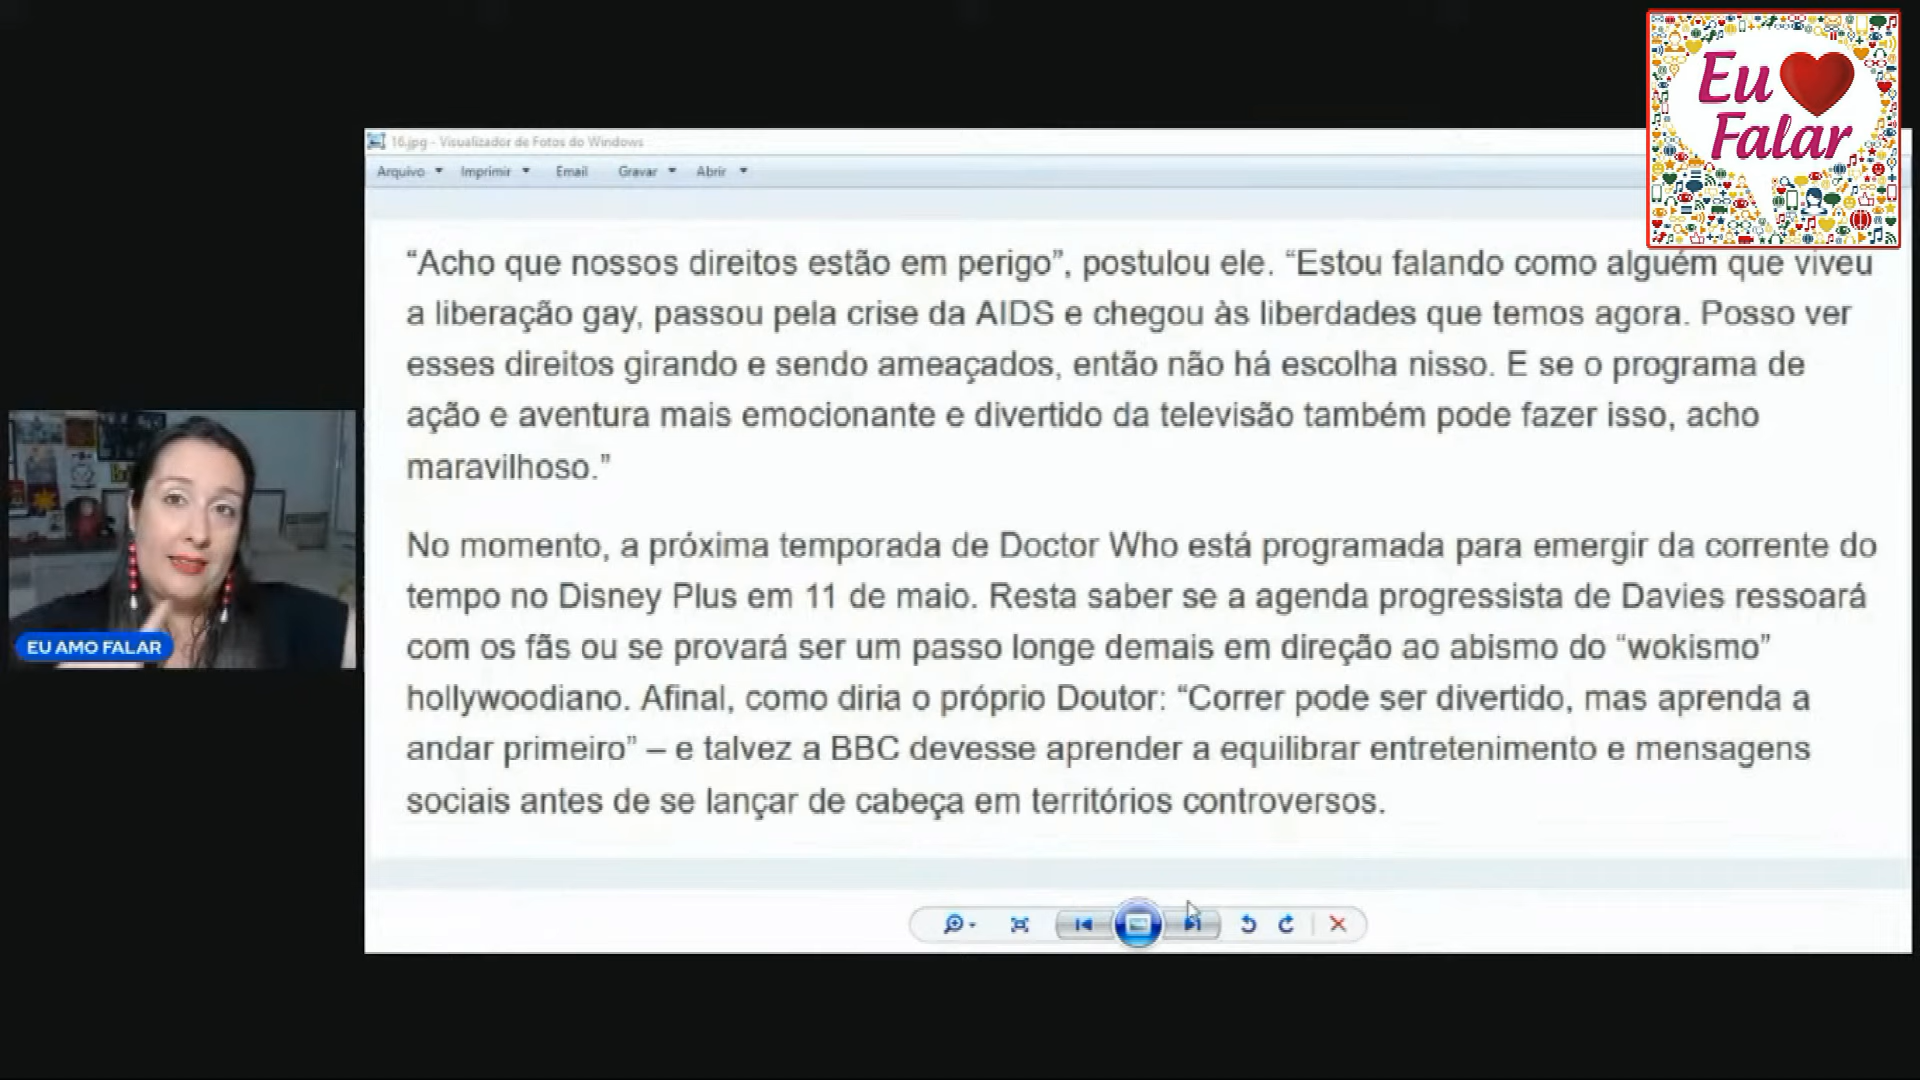 Eu
Falar
16.jpg - Visualizador de Fotos do Windows
Arquivo Imprimir Email Gravar Abrir
“Acho que nossos direitos estão em perigo”, postulou ele. “Estou falando como alguém que viveu
a liberação gay, passou pela crise da AIDS e chegou às liberdades que temos agora. Posso ver
esses direitos girando e sendo ameaçados, então não há escolha nisso. E se o programa de
ação e aventura mais emocionante e divertido da televisão também pode fazer isso, acho
maravilhoso.”
No momento, a próxima temporada de Doctor Who está programada para emergir da corrente do
tempo no Disney Plus em 11 de maio. Resta saber se a agenda progressista de Davies ressoará
com os fãs ou se provará ser um passo longe demais em direção ao abismo do “wokismo”
hollywoodiano. Afinal, como diria o próprio Doutor: “Correr pode ser divertido, mas aprenda a
andar primeiro” – e talvez a BBC devesse aprender a equilibrar entretenimento e mensagens
sociais antes de se lançar de cabeça em territórios controversos.
EU AMO FALAR